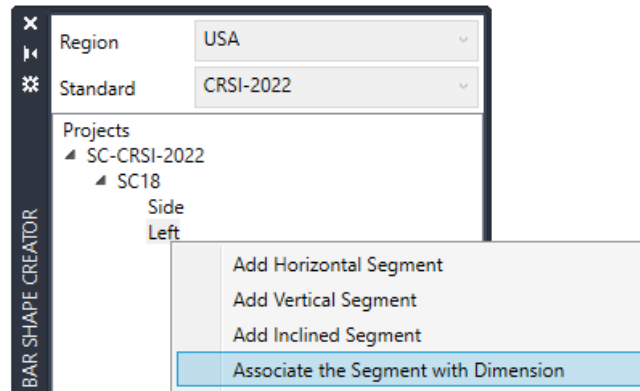 Region USA
Standard CRSI-2022
Projects
SC-CRSI-2022
SC18
Side
Left
Add Horizontal Segment
Add Vertical Segment
Add Inclined Segment
Associate the Segment with Dimension
BAR SHAPE CREATOR